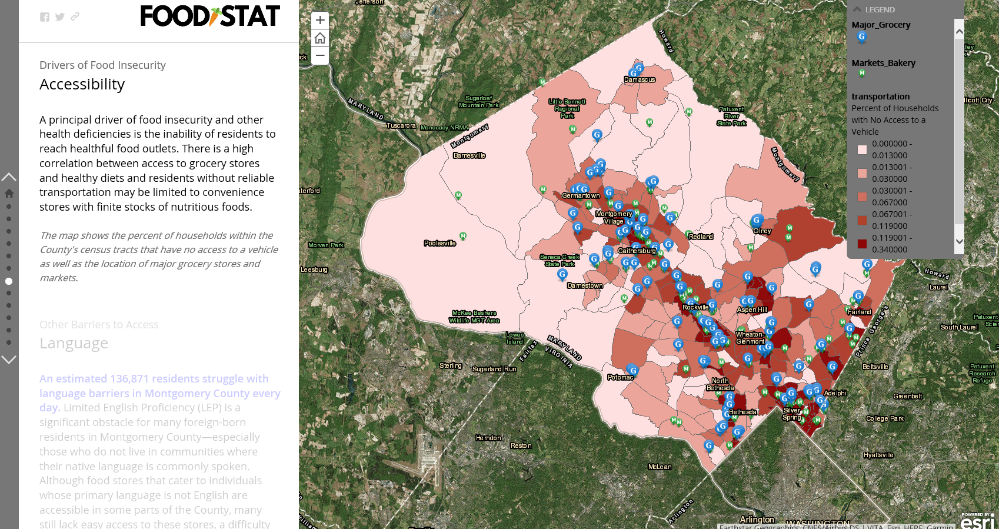 FOOD STAT
Drivers of Food Insecurity
Accessibility
A principal driver of food insecurity and other
health deficiencies is the inability of residents to
reach healthful food outlets. There is a high
correlation between access to grocery stores
and healthy diets and residents without reliable
transportation may be limited to convenience
stores with finite stocks of nutritious foods.
The map shows the percent of households within the
County's census tracts that have no access to a vehicle
as well as the location of major grocery stores and
markets.
Other Barriers to Access
Language
An estimated 136,871 residents struggle with
language barriers in Montgomery County every
day. Limited English Proficiency (LEP) is a
significant obstacle for many foreign-born
residents in Montgomery County—especially
those who do not live in communities where
their native language is commonly spoken.
Although food stores that cater to individuals
whose primary language is not English are
accessible in some parts of the County, many
still lack easy access to these stores, a difficulty
Jefferson
Howard
ick
Damascus
Sugarloaf
Mountain Park
MARYLAND
Little Bennett
Regional
Park
Patuxent
River
State Park
Tuscarora
Monocacy NRMA
Montgomery
Barnesville
Montgomery
aterford
Germantown
Montgomery
Village
Olney
Redland
Poolesville
Morven Park
Gaithersburg
Seneca Creek
State Park
Leesburg
Darnestown
Howard
Laurel
Rockville
Aspen Hill
Fairland
McKee Beshers
Wildlife MGT Area
Prince George's
South Laurel
Patuxent
Scien
Lowes
Island
MARYLAND
VIRGINIA
Fairfax
Wheaton-
Glenmont
Sterling
Sugarland Run
Beltsville
Patuxent
Research
Refuge
Potomac
North
Bethesda
Adelphi
Greenbelt
Bethesda
Silver
Spring
College Park
Herndon
Reston
Hyattsville
McLean
Arlington
Arlington
WASHINGTON
LEGEND
Major_Grocery
G
Markets_Bakery
M
transportation
Percent of Households
with No Access to a
Vehicle
0.000000 -
0.013000
0.013001 -
0.030000
0.030001 -
0.067000
0.067001 -
0.119000
0.119001 -
0.340000
lley
llicott City
Earthstar Geographics, CNES/Airbus DS | VITA, Esri, HERE, Garmin
POWERED BY
esri